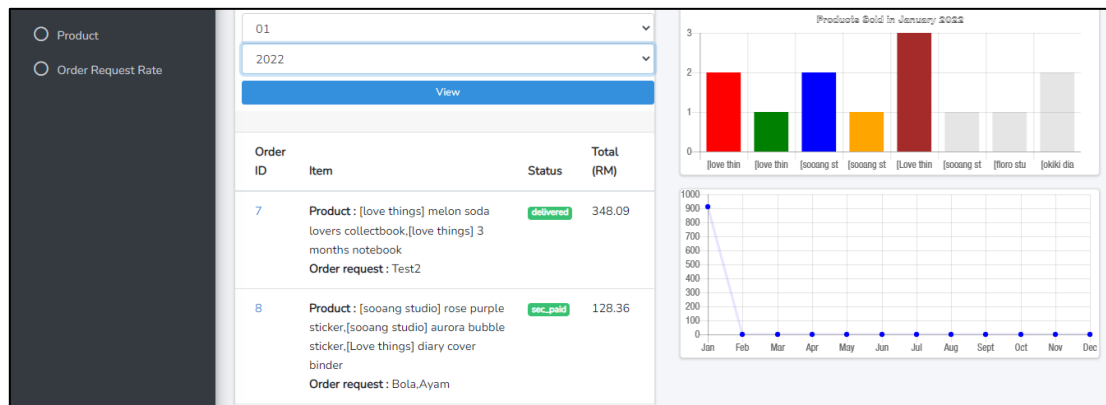 Product
Order Request Rate
01
2022
View
Order
ID
Item
Status
Total
(RM)
7
Product : [love things] melon soda
lovers collectbook,[love things] 3
months notebook
Order request : Test2
delivered
348.09
8
Product : [sooang studio] rose purple
sticker,[sooang studio] aurora bubble
sticker,[Love things] diary cover
binder
Order request : Bola,Ayam
sec_paid
128.36
Products Sold in January 2022
3
2
1
0
[love thin
[love thin
[sooang st
[sooang st
[Love thin
[sooang st
[floro stu
[okiki dia
1000
900
800
700
600
500
400
300
200
100
0
Jan Feb Mar Apr May Jun Jul Aug Sept Oct Nov Dec